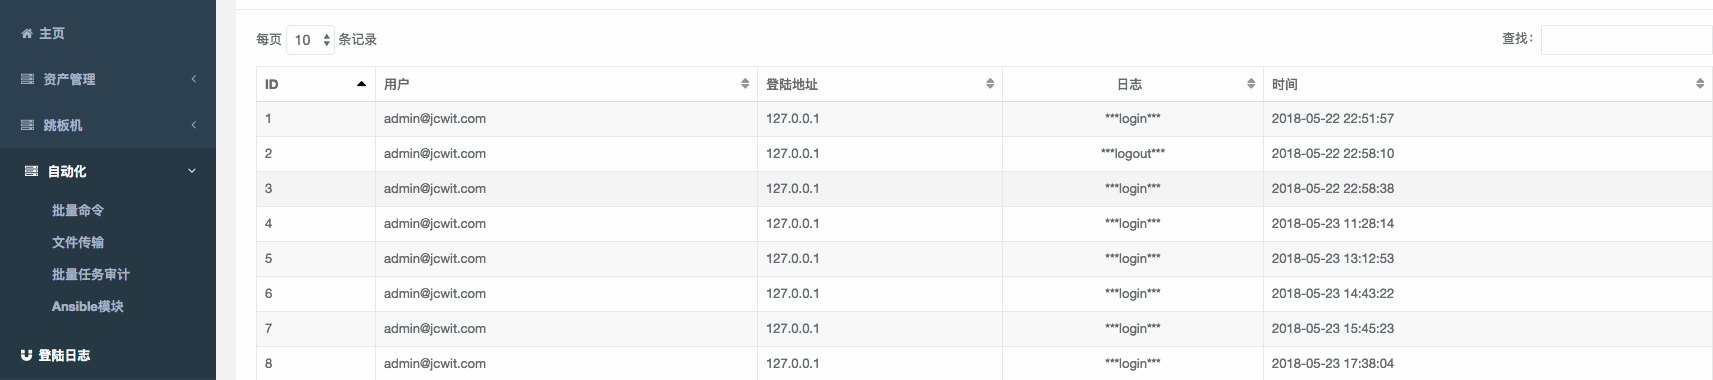 主页
资产管理
跳板机
自动化
批量命令
文件传输
批量任务审计
Ansible模块
登陆日志
每页 10 条记录 查找：
ID 用户 登陆地址 日志 时间
1 admin@jcwit.com 127.0.0.1 ***login*** 2018-05-22 22:51:57
2 admin@jcwit.com 127.0.0.1 ***logout*** 2018-05-22 22:58:10
3 admin@jcwit.com 127.0.0.1 ***login*** 2018-05-22 22:58:38
4 admin@jcwit.com 127.0.0.1 ***login*** 2018-05-23 11:28:14
5 admin@jcwit.com 127.0.0.1 ***login*** 2018-05-23 13:12:53
6 admin@jcwit.com 127.0.0.1 ***login*** 2018-05-23 14:43:22
7 admin@jcwit.com 127.0.0.1 ***login*** 2018-05-23 15:45:23
8 admin@jcwit.com 127.0.0.1 ***login*** 2018-05-23 17:38:04